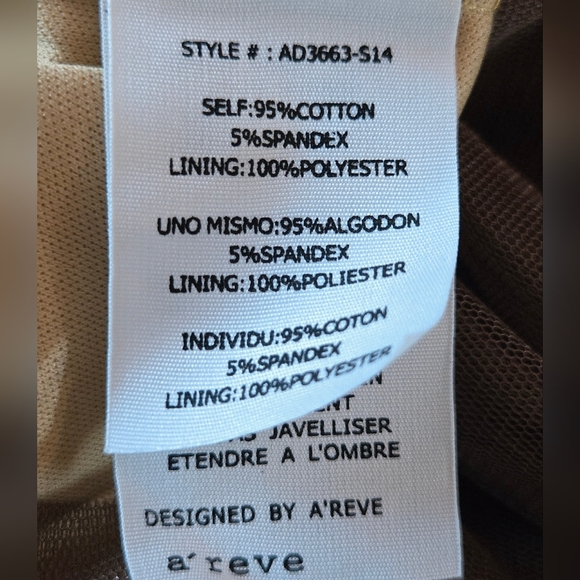 STYLE # : AD3663-S14
SELF:95%COTTON
5%SPANDEX
LINING:100%POLYESTER
UNO MISMO:95%ALGODON
5%SPANDEX
LINING:100%POLIESTER
INDIVIDU:95%COTON
5%SPANDEX
LINING:100%POLYESTER
JAVELLISER
ETENDRE A L'OMBRE
DESIGNED BY A'REVE
a´reve